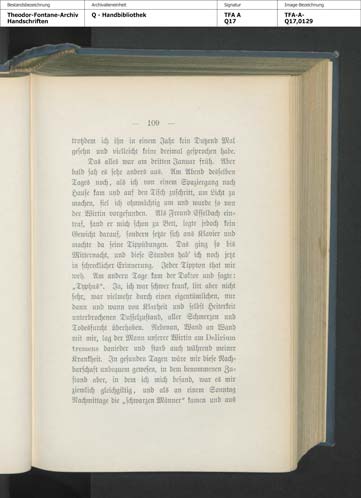 Bestandsbezeichnung
Theodor-Fontane-Archiv
Handschriften
Archivalieneinheit
Q - Handbibliothek
Signatur
TFA A
Q17
Image-Bezeichnung
TFA-A-
Q17,0129
— 109 —
trotzdem ich ihn in einem Jahr kein Dutzend Mal
gesehn und vielleicht keine dreimal gesprochen habe.
Das alles war am dritten Januar früh. Aber
bald sah es sehr anders aus. Am Abend desselben
Tages noch, als ich von einem Spaziergang nach
Hause kam und auf den Tisch zuschritt, um Licht zu
machen, fiel ich ohnmächtig um und wurde so von
der Wirtin vorgefunden. Als Freund Esselbach ein-
traf, fand er mich schon zu Bett, legte jedoch kein
Gewicht darauf, sondern setzte sich ans Klavier und
machte da seine Tippübungen. Das ging so bis
Mitternacht, und diese Stunden hab' ich noch jetzt
in schrecklicher Erinnerung. Jeder Tippton that mir
weh. Am andern Tage kam der Doktor und sagte:
„Typhus“. Ja, ich war schwer krank, litt aber nicht
sehr, war vielmehr durch einen eigentümlichen, nur
dann und wann von Klarheit und selbst Heiterkeit
unterbrochenen Dusselzustand, aller Schmerzen und
Todesfurcht überhoben. Nebenan, Wand an Wand
mit mir, lag der Mann unserer Wirtin am Delirium
tremens danieder und starb auch während meiner
Krankheit. In gesunden Tagen wäre mir diese Nach-
barschaft unbequem gewesen, in dem benommenen Zu-
stand aber, in dem ich mich befand, war es mir
ziemlich gleichgiltig, und als an einem Sonntag
Nachmittage die „schwarzen Männer“ kamen und aus